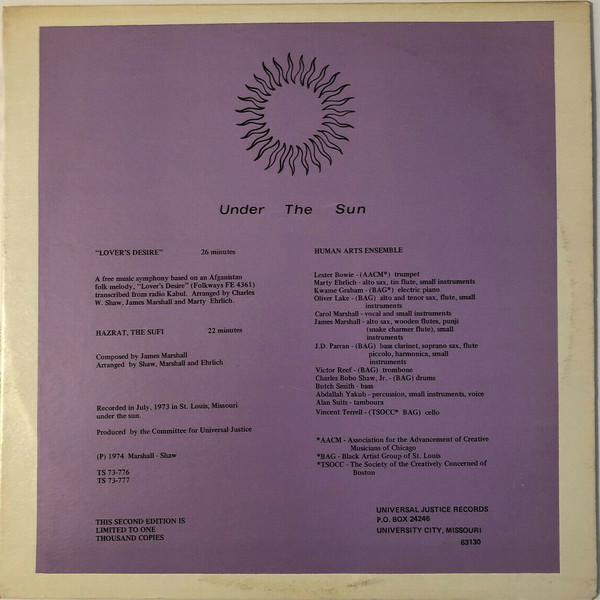 Under The Sun
"LOVER'S DESIRE" 26 minutes
A free music symphony based on an Afganistan
folk melody, "Lover's Desire" (Folkways FE 4361)
transcribed from radio Kabul. Arranged by Charles
W. Shaw, James Marshall and Marty Ehrlich.
HAZRAT, THE SUFI 22 minutes
Composed by James Marshall
Arranged by Shaw, Marshall and Ehrlich
Recorded in July, 1973 in St. Louis, Missouri
under the sun.
Produced by the Committee for Universal Justice
(P) 1974 Marshall - Shaw
TS 73-776
TS 73-777
THIS SECOND EDITION IS
LIMITED TO ONE
THOUSAND COPIES
HUMAN ARTS ENSEMBLE
Lester Bowie - (AACM*) trumpet
Marty Ehrlich - alto sax, tin flute, small instruments
Kwame Graham - (BAG*) electric piano
Oliver Lake - (BAG) alto and tenor sax, flute, small
instruments
Carol Marshall - vocal and small instruments
James Marshall - alto sax, wooden flutes, punji
(snake charmer flute), small
instruments
J.D. Parran - (BAG) bass clarinet, soprano sax, flute
piccolo, harmonica, small
instruments
Victor Reef - (BAG) trombone
Charles Bobo Shaw, Jr. - (BAG) drums
Butch Smith - bass
Abdallah Yakub - percussion, small instruments, voice
Alan Suits - tamboura
Vincent Terrell - (TSOCC* BAG) cello
*AACM - Association for the Advancement of Creative
Musicians of Chicago
*BAG - Black Artist Group of St. Louis
*TSOCC - The Society of the Creatively Concerned of
Boston
UNIVERSAL JUSTICE RECORDS
P.O. BOX 24246
UNIVERSITY CITY, MISSOURI
63130